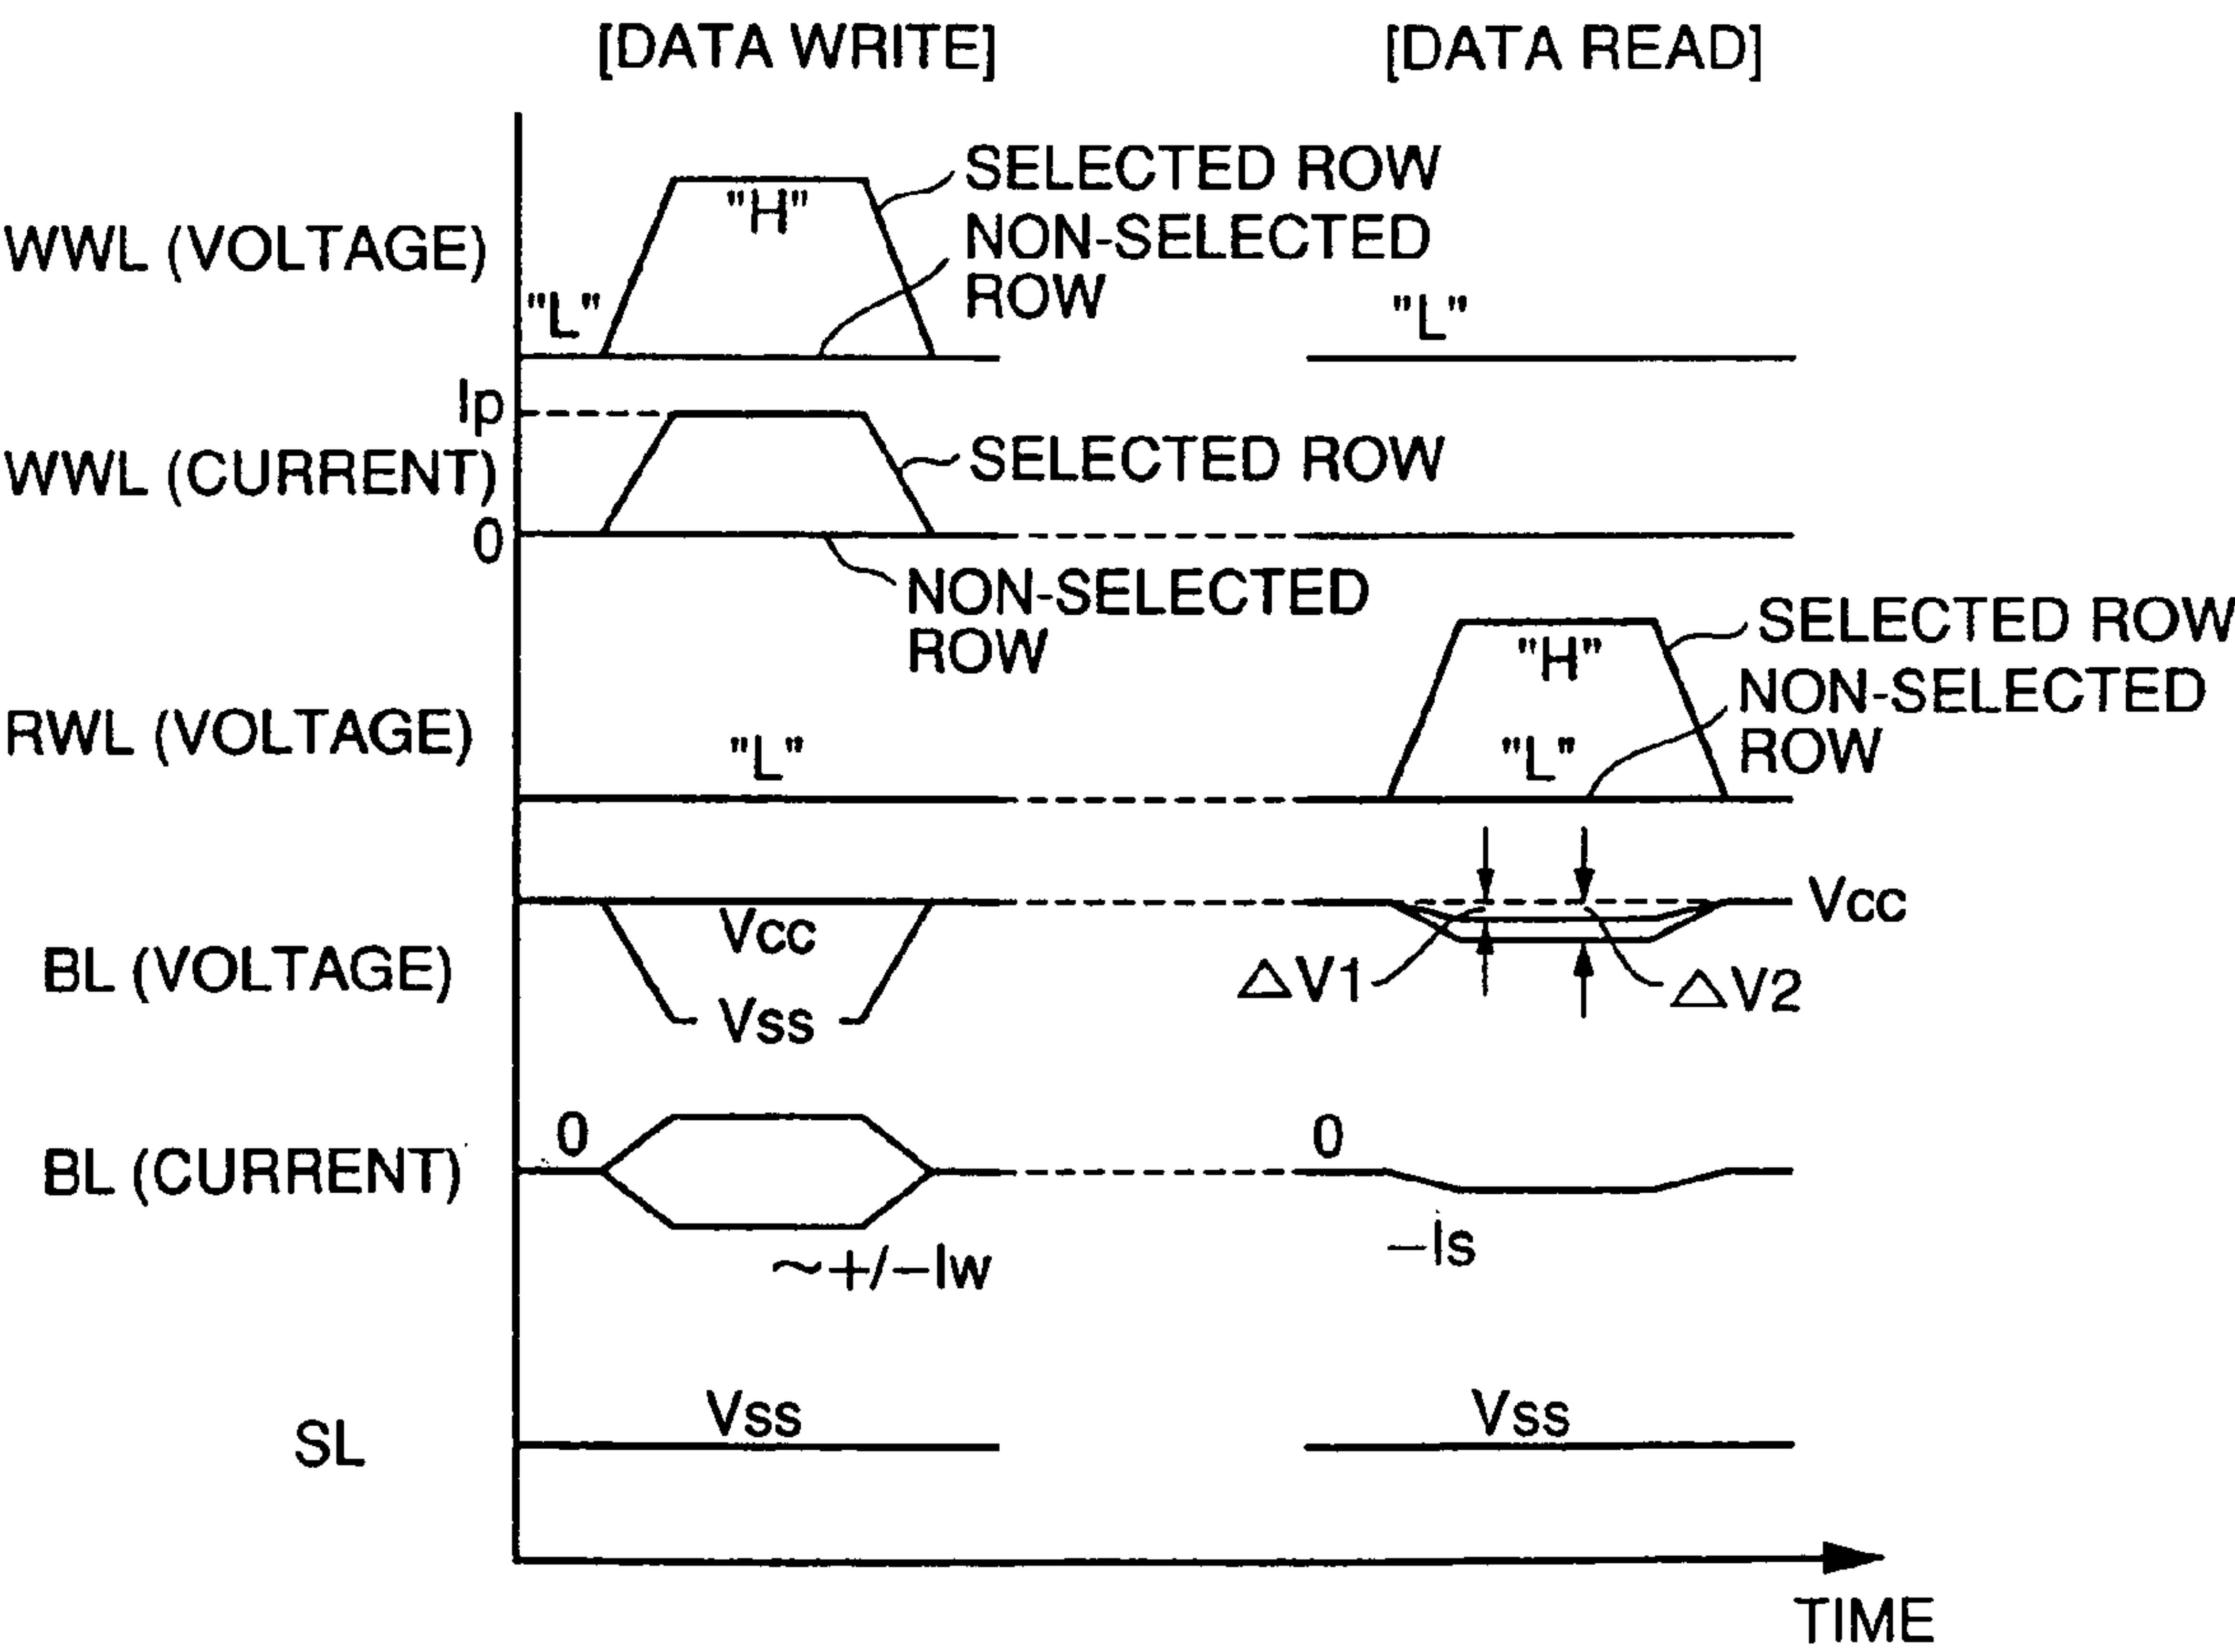 [DATA WRITE]
[DATA READ]
SELECTED ROW
"H"
NON-SELECTED
ROW
WWL (VOLTAGE)
"L"
"L"
Ip
SELECTED ROW
WWL (CURRENT)
0
NON-SELECTED
ROW
SELECTED ROW
"H"
NON-SELECTED
ROW
RWL (VOLTAGE)
"L"
"L"
Vcc
Vcc
BL (VOLTAGE)
△V1
△V2
Vss
0
0
BL (CURRENT)
~+/−Iw
−Is
Vss
Vss
SL
TIME